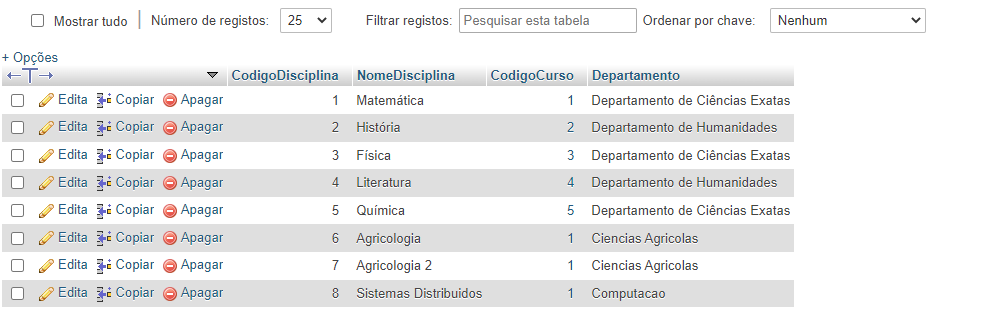 Mostrar tudo Número de registos: 25 Filtrar registos: Pesquisar esta tabela Ordenar por chave: Nenhum
+ Opções
←T→ CodigoDisciplina NomeDisciplina CodigoCurso Departamento
Edita Copiar Apagar 1 Matemática 1 Departamento de Ciências Exatas
Edita Copiar Apagar 2 História 2 Departamento de Humanidades
Edita Copiar Apagar 3 Física 3 Departamento de Ciências Exatas
Edita Copiar Apagar 4 Literatura 4 Departamento de Humanidades
Edita Copiar Apagar 5 Química 5 Departamento de Ciências Exatas
Edita Copiar Apagar 6 Agricologia 1 Ciencias Agricolas
Edita Copiar Apagar 7 Agricologia 2 1 Ciencias Agricolas
Edita Copiar Apagar 8 Sistemas Distribuidos 1 Computacao